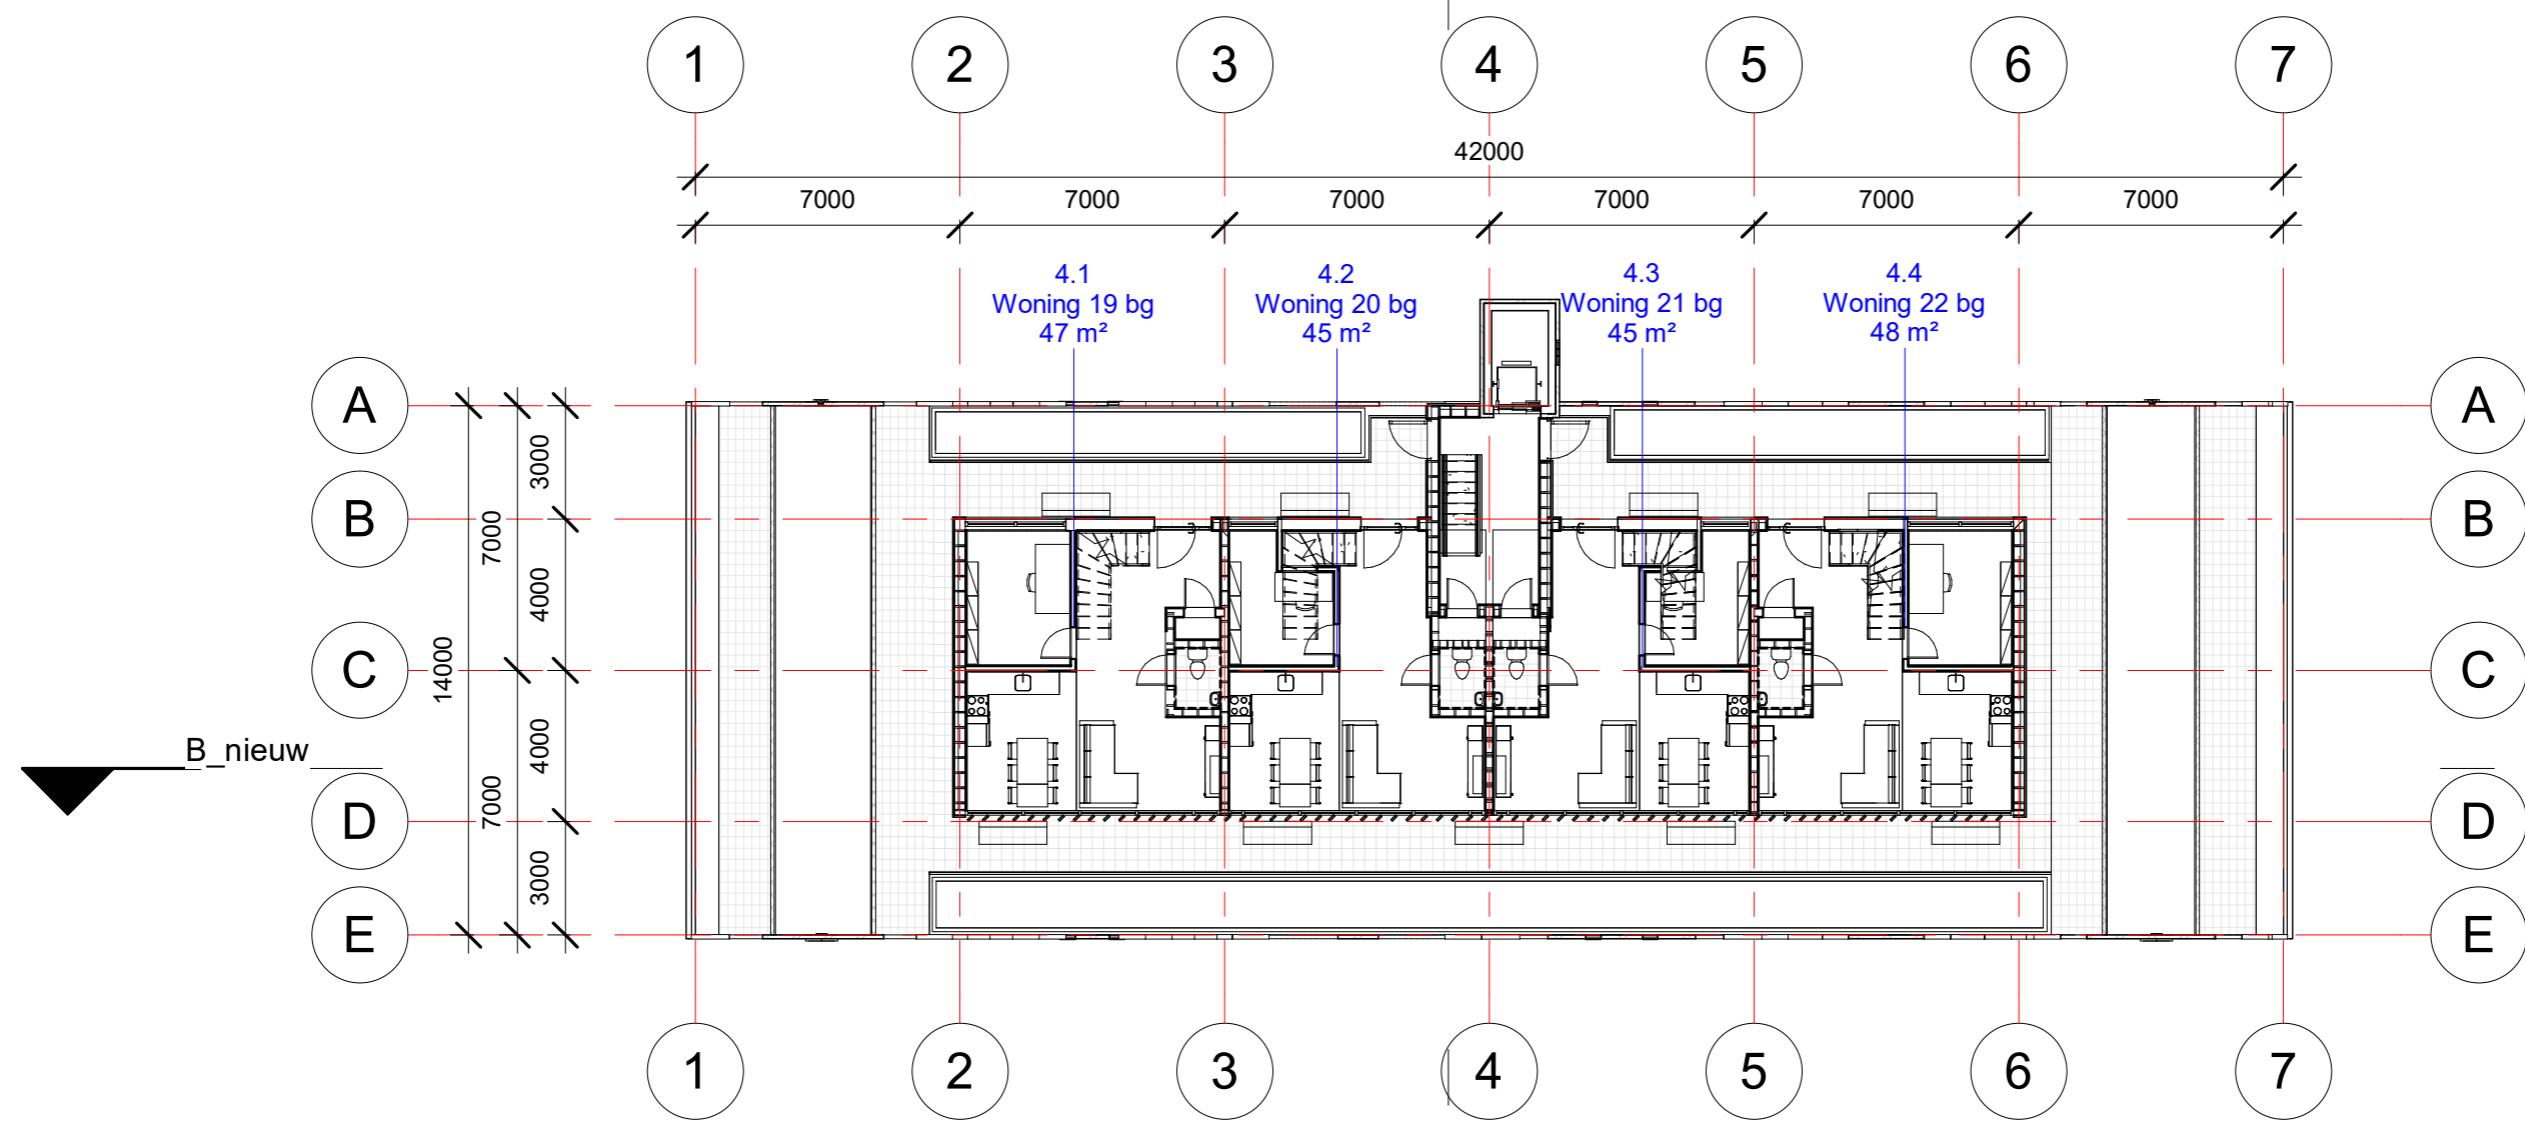 1 2 3 4 5 6 7
42000
7000 7000 7000 7000 7000 7000
4.1
Woning 19 bg
47 m²
4.2
Woning 20 bg
45 m²
4.3
Woning 21 bg
45 m²
4.4
Woning 22 bg
48 m²
A A
B B
C C
D D
E E
14000
7000
7000
3000
4000
4000
3000
B_nieuw
1 2 3 4 5 6 7